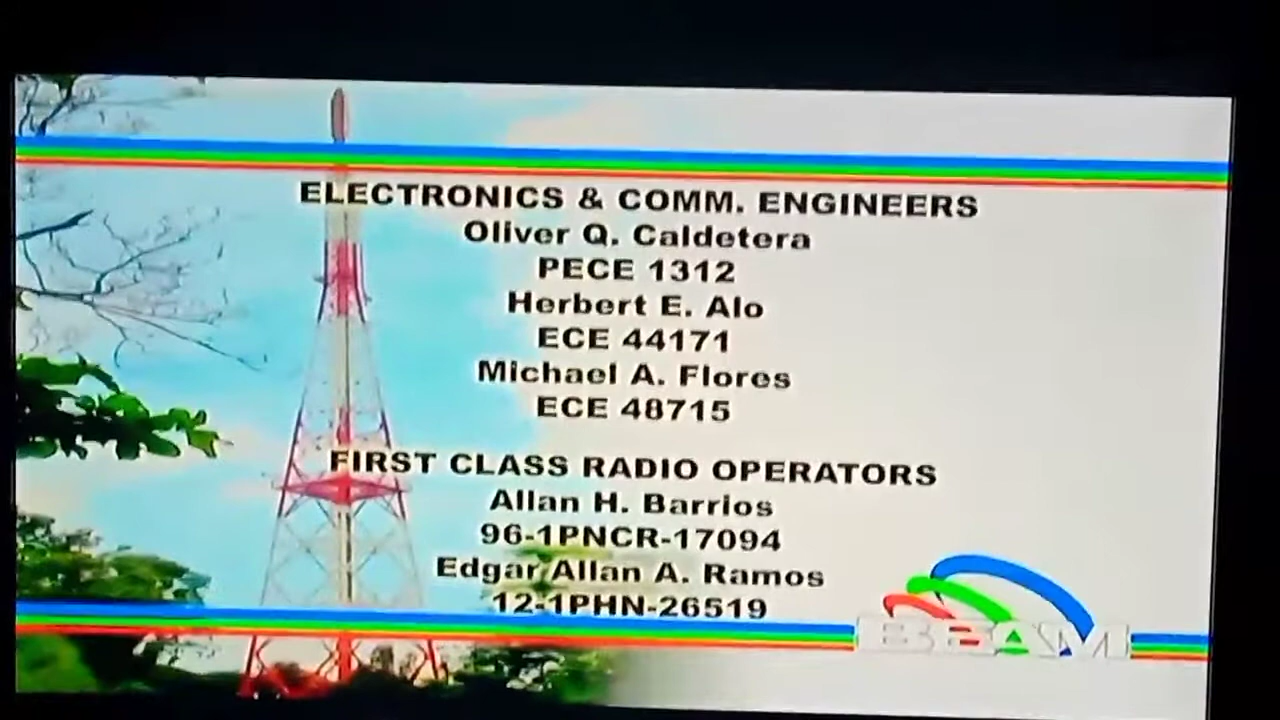 ELECTRONICS & COMM. ENGINEERS
Oliver Q. Caldetera
PECE 1312
Herbert E. Alo
ECE 44171
Michael A. Flores
ECE 48715
FIRST CLASS RADIO OPERATORS
Allan H. Barrios
96-1PNCR-17094
Edgar Allan A. Ramos
12-1PHN-26519
BEAM